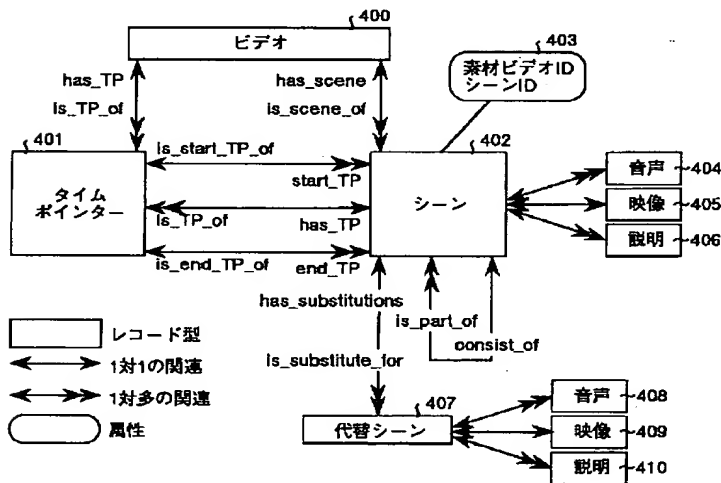 400
ビデオ
403
has_TP
is_TP_of
has_scene
is_scene_of
素材ビデオID
シーンID
401
402
タイム
ポインター
is_start_TP_of
start_TP
is_TP_of
has_TP
is_end_TP_of
end_TP
シーン
音声
404
映像
405
説明
406
has_substitutions
is_part_of
consist_of
is_substitute_for
レコード型
1対1の関連
1対多の関連
属性
407
代替シーン
音声
408
映像
409
説明
410